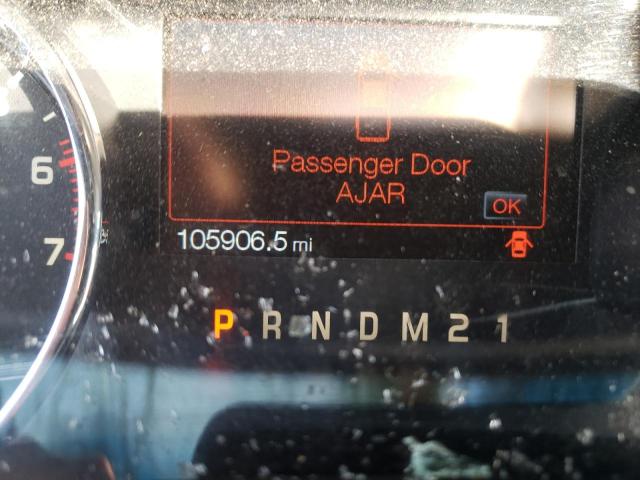 6
7
Passenger Door
AJAR
OK
105906.5 mi
P R N D M 2 1